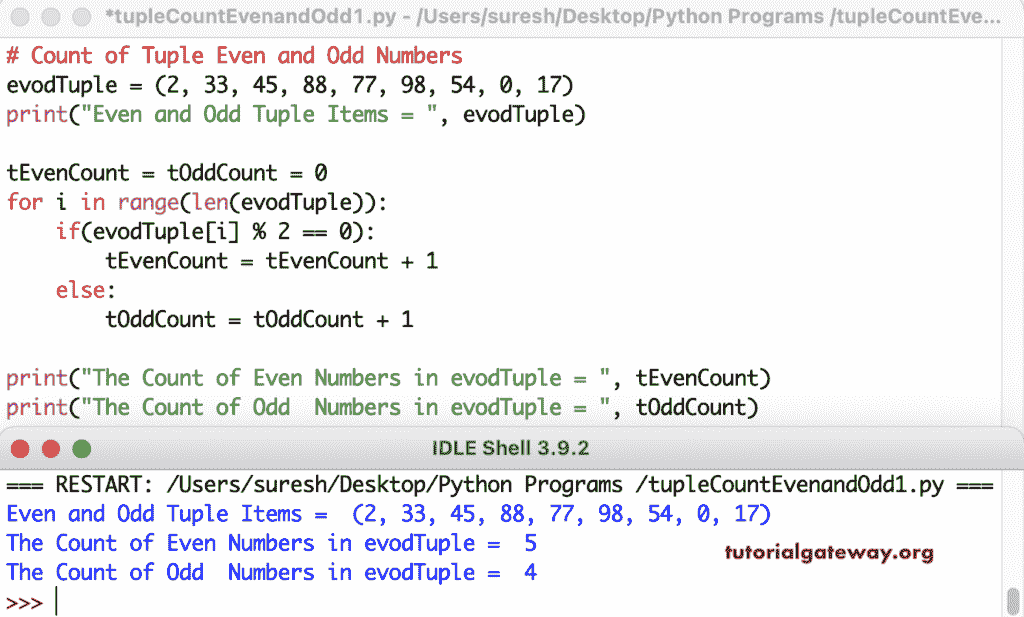 *tupleCountEvenandOdd1.py - /Users/suresh/Desktop/Python Programs /tupleCountEve...
# Count of Tuple Even and Odd Numbers
evodTuple = (2, 33, 45, 88, 77, 98, 54, 0, 17)
print("Even and Odd Tuple Items = ", evodTuple)

tEvenCount = tOddCount = 0
for i in range(len(evodTuple)):
    if(evodTuple[i] % 2 == 0):
        tEvenCount = tEvenCount + 1
    else:
        tOddCount = tOddCount + 1

print("The Count of Even Numbers in evodTuple = ", tEvenCount)
print("The Count of Odd  Numbers in evodTuple = ", tOddCount)
IDLE Shell 3.9.2
=== RESTART: /Users/suresh/Desktop/Python Programs /tupleCountEvenandOdd1.py ===
Even and Odd Tuple Items =  (2, 33, 45, 88, 77, 98, 54, 0, 17)
The Count of Even Numbers in evodTuple =  5
tutorialgateway.org
The Count of Odd  Numbers in evodTuple =  4
>>>